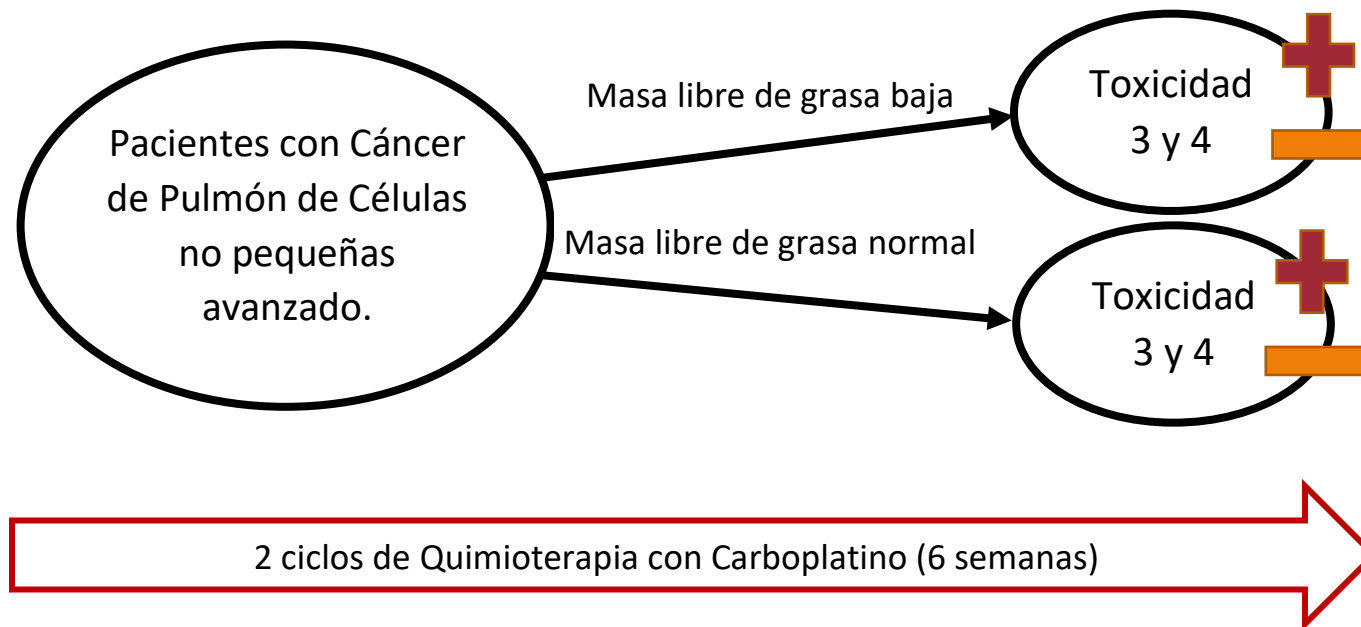 Pacientes con Cáncer
de Pulmón de Células
no pequeñas
avanzado.
Masa libre de grasa baja
Toxicidad
3 y 4
Masa libre de grasa normal
Toxicidad
3 y 4
2 ciclos de Quimioterapia con Carboplatino (6 semanas)